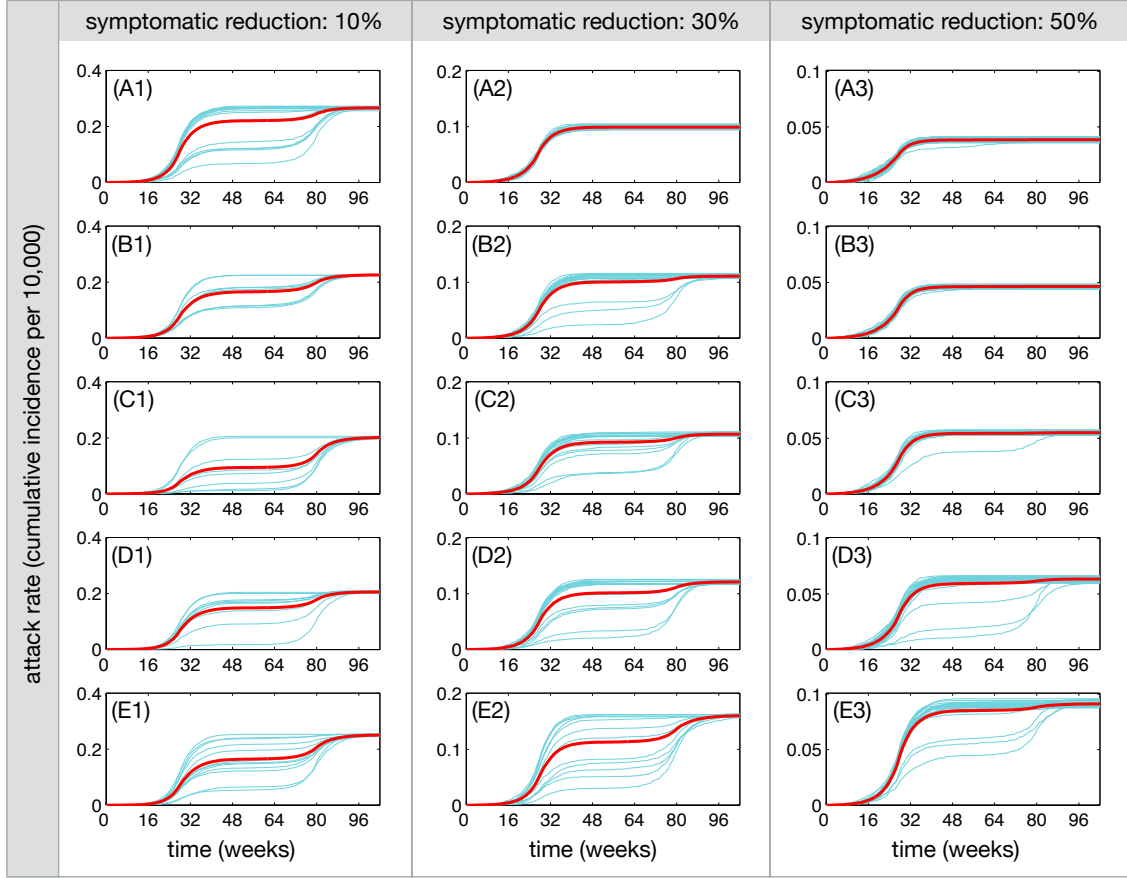 symptomatic reduction: 10%
symptomatic reduction: 30%
symptomatic reduction: 50%
attack rate (cumulative incidence per 10,000)
(A1)
0.4
0.2
0
0 16 32 48 64 80 96
(A2)
0.2
0.1
0
0 16 32 48 64 80 96
(A3)
0.1
0.05
0
0 16 32 48 64 80 96
(B1)
0.4
0.2
0
0 16 32 48 64 80 96
(B2)
0.2
0.1
0
0 16 32 48 64 80 96
(B3)
0.1
0.05
0
0 16 32 48 64 80 96
(C1)
0.4
0.2
0
0 16 32 48 64 80 96
(C2)
0.2
0.1
0
0 16 32 48 64 80 96
(C3)
0.1
0.05
0
0 16 32 48 64 80 96
(D1)
0.4
0.2
0
0 16 32 48 64 80 96
(D2)
0.2
0.1
0
0 16 32 48 64 80 96
(D3)
0.1
0.05
0
0 16 32 48 64 80 96
(E1)
0.4
0.2
0
0 16 32 48 64 80 96
time (weeks)
(E2)
0.2
0.1
0
0 16 32 48 64 80 96
time (weeks)
(E3)
0.1
0.05
0
0 16 32 48 64 80 96
time (weeks)